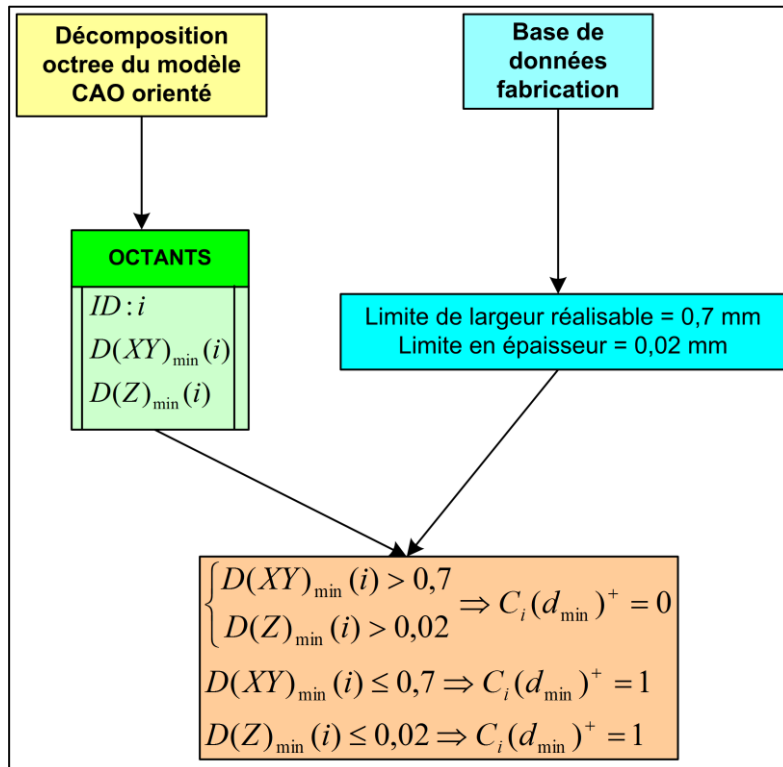 Décomposition
octree du modèle
CAO orienté
Base de
données
fabrication
OCTANTS
ID : i
D(XY)min(i)
D(Z)min(i)
Limite de largeur réalisable = 0,7 mm
Limite en épaisseur = 0,02 mm
{ D(XY)min(i) > 0,7
D(Z)min(i) > 0,02 ⇒ Ci(dmin)+ = 0
D(XY)min(i) ≤ 0,7 ⇒ Ci(dmin)+ = 1
D(Z)min(i) ≤ 0,02 ⇒ Ci(dmin)+ = 1